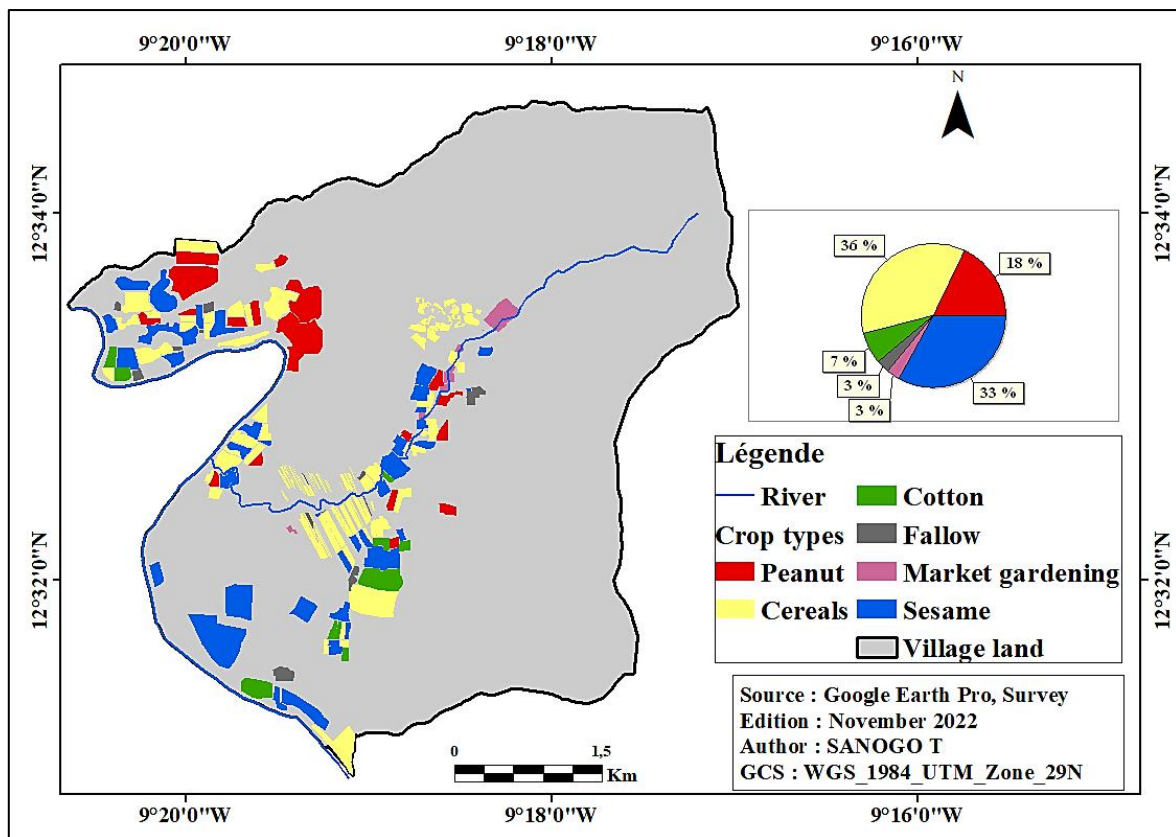 9°20'0"W 9°18'0"W 9°16'0"W
N
12°34'0"N 12°34'0"N
36 %
18 %
7 %
3 %
3 %
33 %
Légende
River Cotton
Crop types Fallow
Peanut Market gardening
Cereals Sesame
Village land
12°32'0"N 12°32'0"N
Source : Google Earth Pro, Survey
Edition : November 2022
Author : SANOGO T
GCS : WGS_1984_UTM_Zone_29N
0 1,5
Km
9°20'0"W 9°18'0"W 9°16'0"W